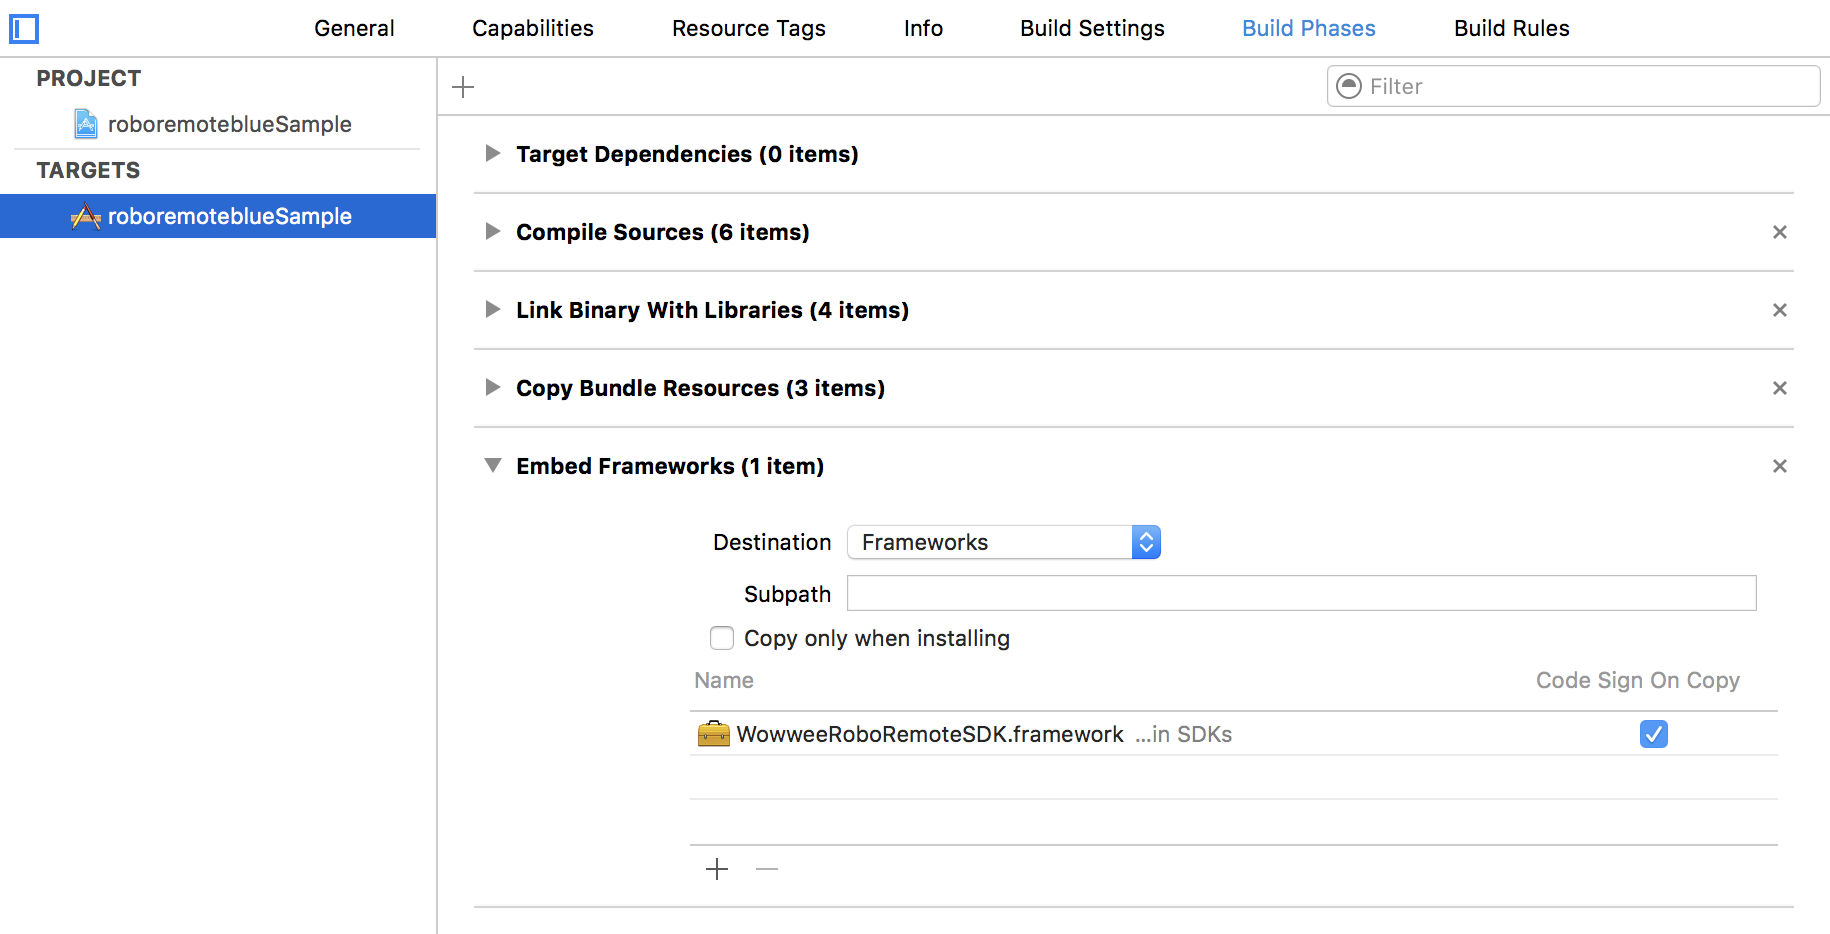 General Capabilities Resource Tags Info Build Settings Build Phases Build Rules
PROJECT
roboremoteblueSample
TARGETS
roboremoteblueSample
Filter
Target Dependencies (0 items)
Compile Sources (6 items)
Link Binary With Libraries (4 items)
Copy Bundle Resources (3 items)
Embed Frameworks (1 item)
Destination Frameworks
Subpath
Copy only when installing
Name Code Sign On Copy
WowweeRoboRemoteSDK.framework ...in SDKs